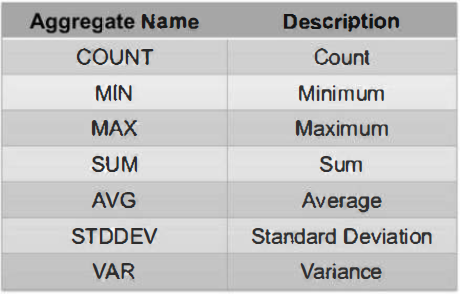 Aggregate Name Description
COUNT Count
MIN Minimum
MAX Maximum
SUM Sum
AVG Average
STDDEV Standard Deviation
VAR Variance